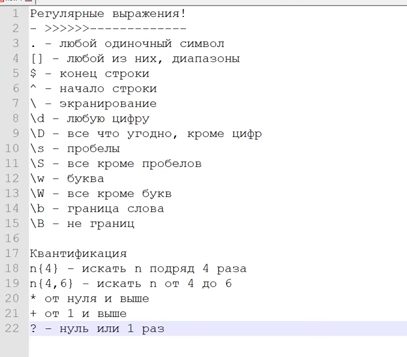 1 Регулярные выражения!
2 - >>>>>>-------------
3 . - любой одиночный символ
4 [] - любой из них, диапазоны
5 $ - конец строки
6 ^ - начало строки
7 \ - экранирование
8 \d - любую цифру
9 \D - все что угодно, кроме цифр
10 \s - пробелы
11 \S - все кроме пробелов
12 \w - буква
13 \W - все кроме букв
14 \b - граница слова
15 \B - не границ
16
17 Квантификация
18 n{4} - искать n подряд 4 раза
19 n{4,6} - искать n от 4 до 6
20 * от нуля и выше
21 + от 1 и выше
22 ? - нуль или 1 раз